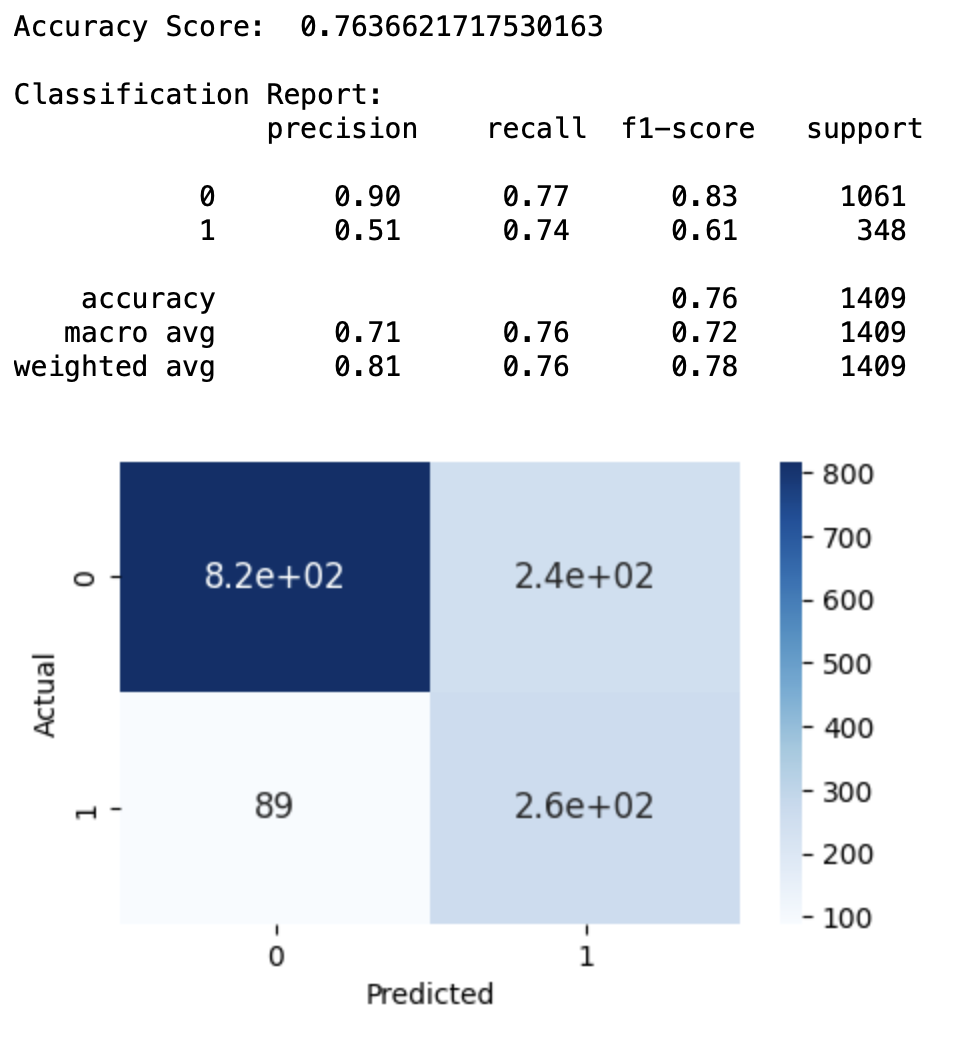 Accuracy Score:  0.7636621717530163
Classification Report:
precision recall f1-score support
0 0.90 0.77 0.83 1061
1 0.51 0.74 0.61 348
accuracy 0.76 1409
macro avg 0.71 0.76 0.72 1409
weighted avg 0.81 0.76 0.78 1409
800
0 8.2e+02 2.4e+02
700
600
500
Actual
400
1 89 2.6e+02
300
200
100
0 1
Predicted